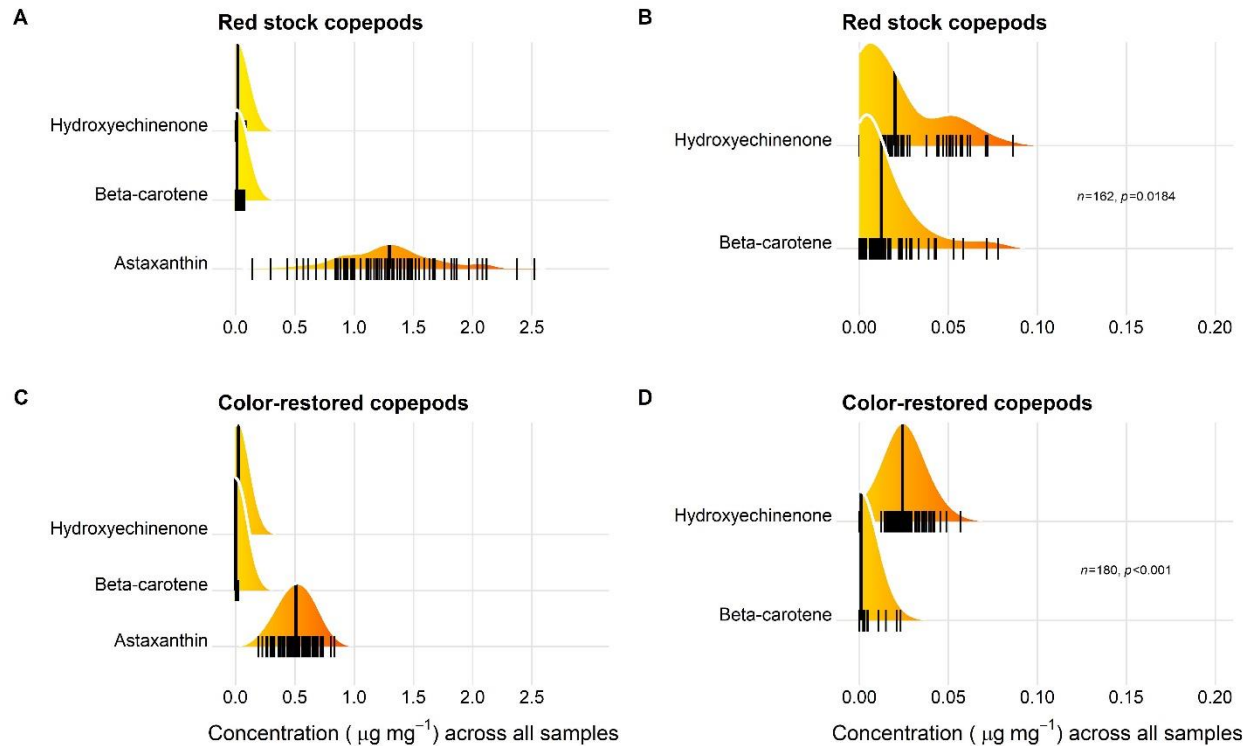 A
Red stock copepods
Hydroxyechinenone
Beta-carotene
Astaxanthin
0.0 0.5 1.0 1.5 2.0 2.5
B
Red stock copepods
Hydroxyechinenone
n=162, p=0.0184
Beta-carotene
0.00 0.05 0.10 0.15 0.20
C
Color-restored copepods
Hydroxyechinenone
Beta-carotene
Astaxanthin
0.0 0.5 1.0 1.5 2.0 2.5
Concentration ( μg mg⁻¹) across all samples
D
Color-restored copepods
Hydroxyechinenone
n=180, p<0.001
Beta-carotene
0.00 0.05 0.10 0.15 0.20
Concentration ( μg mg⁻¹) across all samples